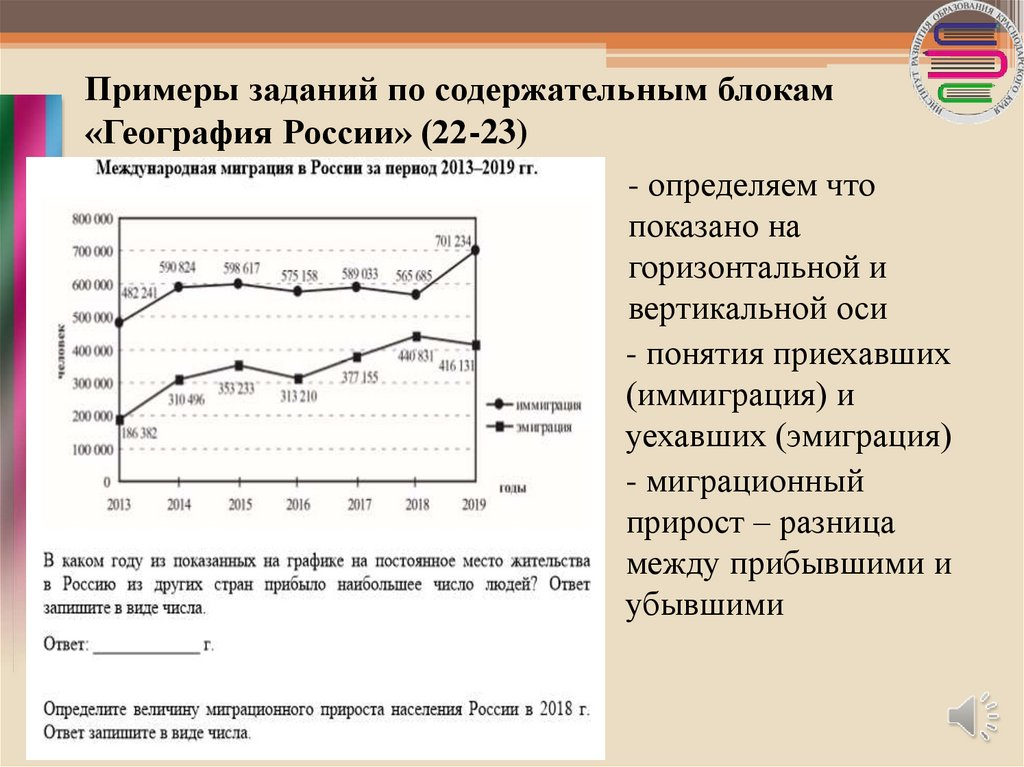 ИНСТИТУТ РАЗВИТИЯ ОБРАЗОВАНИЯ КРАСНОДАРСКОГО КРАЯ
Примеры заданий по содержательным блокам
«География России» (22-23)
Международная миграция в России за период 2013–2019 гг.
800 000
700 000
600 000
500 000
400 000
300 000
200 000
100 000
0
человек
482 241
590 824
598 617
575 158
589 033
565 685
701 234
186 382
310 496
353 233
313 210
377 155
440 831
416 131
иммиграция
эмиграция
годы
2013 2014 2015 2016 2017 2018 2019
В каком году из показанных на графике на постоянное место жительства
в Россию из других стран прибыло наибольшее число людей? Ответ
запишите в виде числа.
Ответ: ____________ г.
Определите величину миграционного прироста населения России в 2018 г.
Ответ запишите в виде числа.
- определяем что
показано на
горизонтальной и
вертикальной оси
- понятия приехавших
(иммиграция) и
уехавших (эмиграция)
- миграционный
прирост – разница
между прибывшими и
убывшими